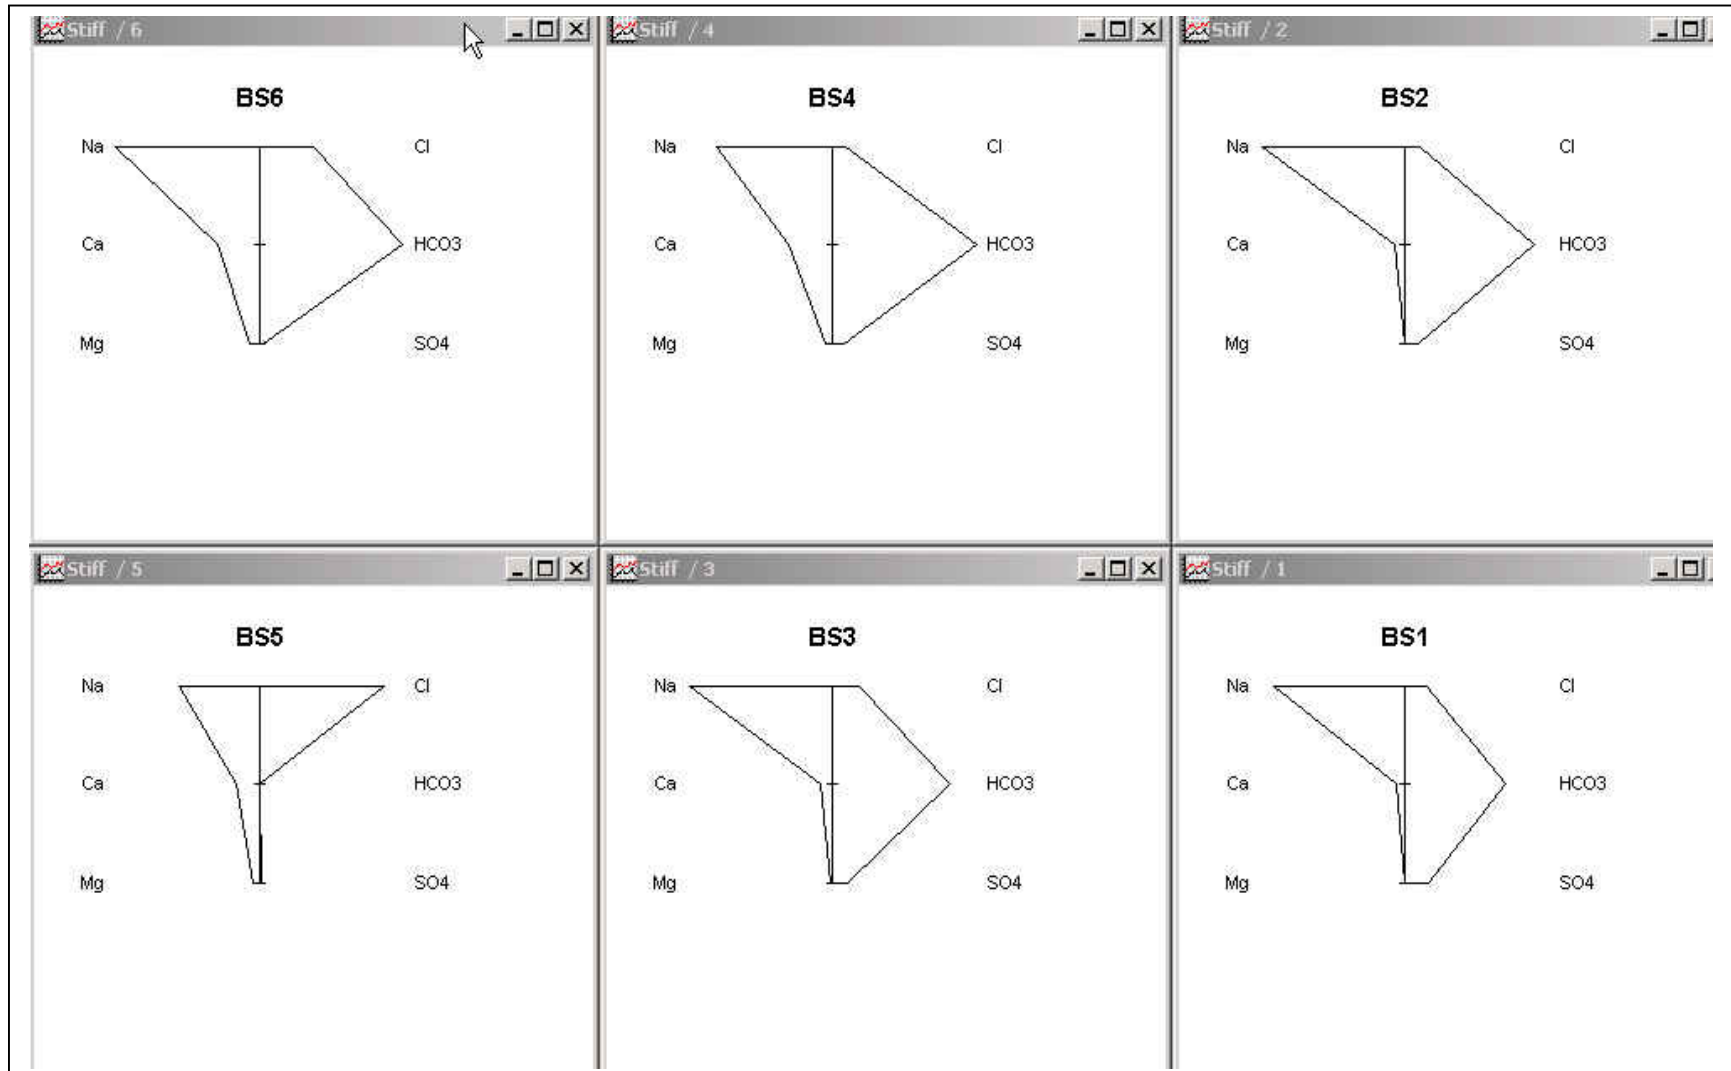 Stiff / 6
BS6
Na Cl
Ca HCO3
Mg SO4
Stiff / 4
BS4
Na Cl
Ca HCO3
Mg SO4
Stiff / 2
BS2
Na Cl
Ca HCO3
Mg SO4
Stiff / 5
BS5
Na Cl
Ca HCO3
Mg SO4
Stiff / 3
BS3
Na Cl
Ca HCO3
Mg SO4
Stiff / 1
BS1
Na Cl
Ca HCO3
Mg SO4